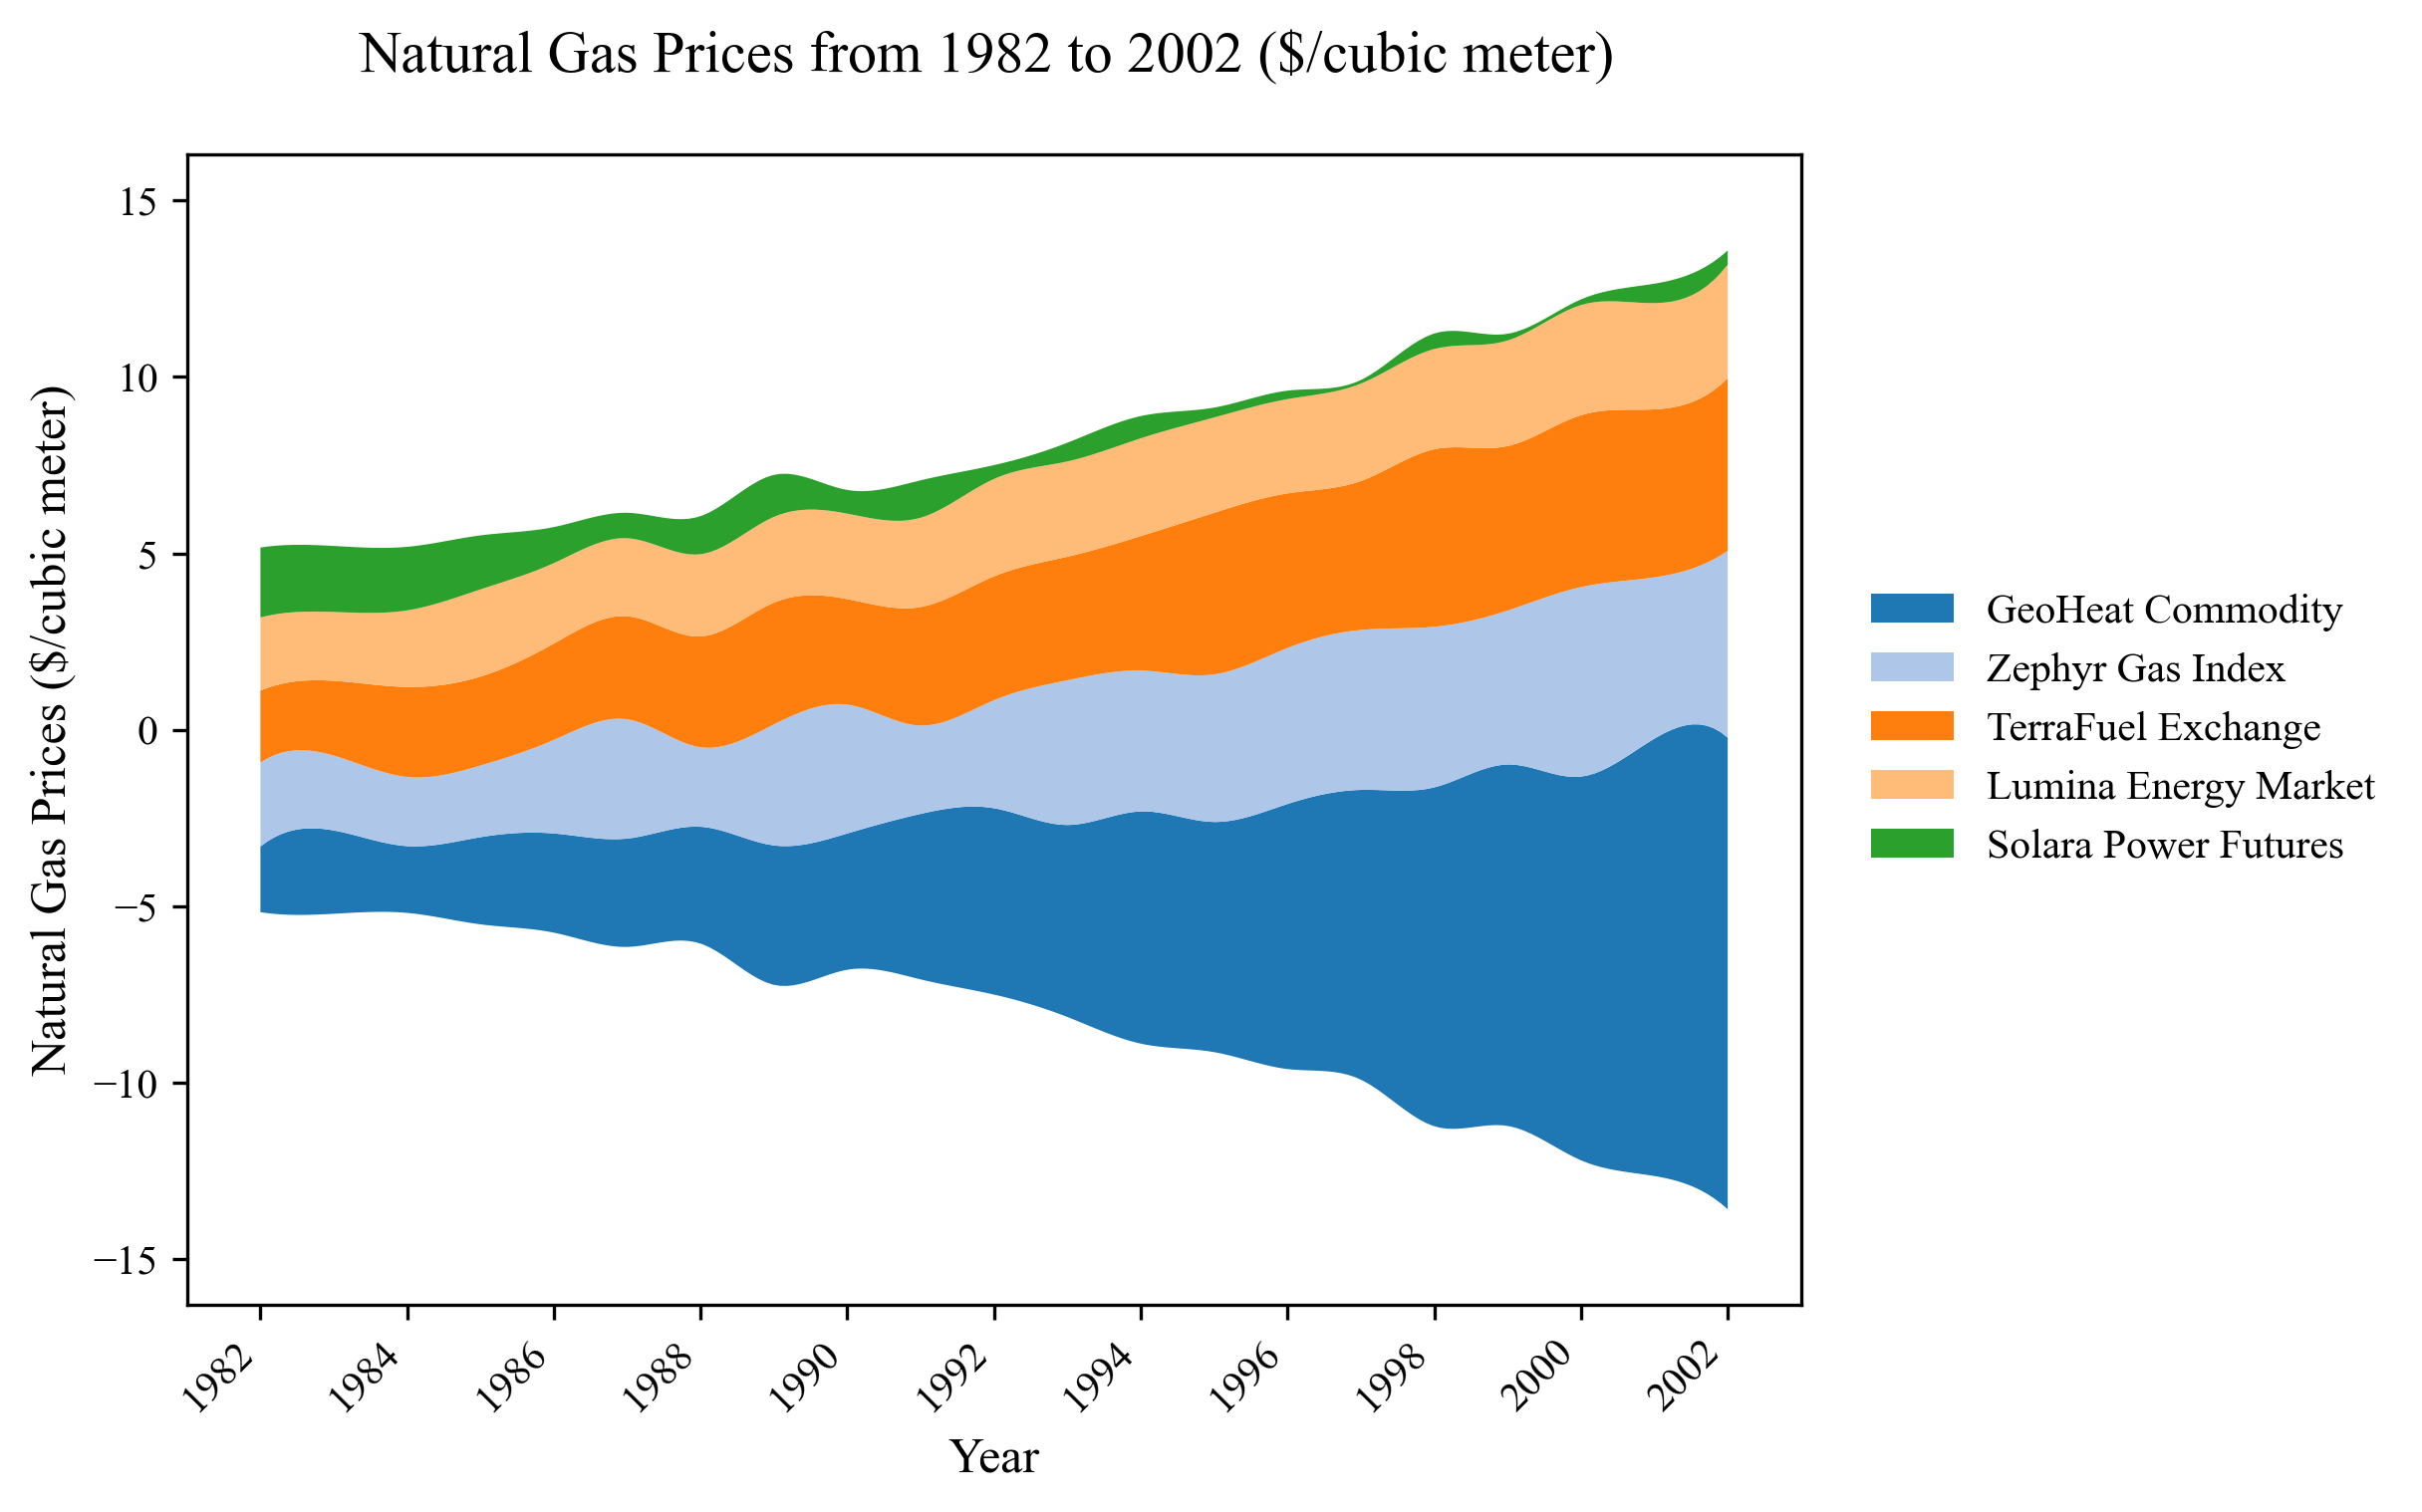 Natural Gas Prices from 1982 to 2002 ($/cubic meter)
Natural Gas Prices ($/cubic meter)
15
10
5
0
−5
−10
−15
1982
1984
1986
1988
1990
1992
1994
1996
1998
2000
2002
Year
GeoHeat Commodity
Zephyr Gas Index
TerraFuel Exchange
Lumina Energy Market
Solara Power Futures